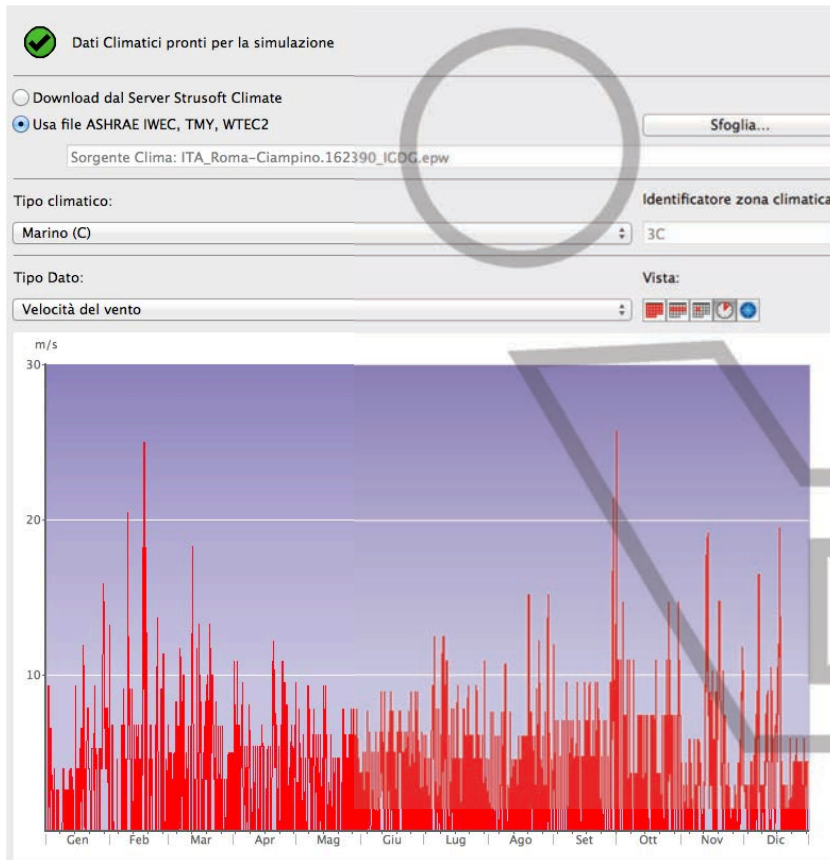 Dati Climatici pronti per la simulazione
Download dal Server Strusoft Climate
Usa file ASHRAE IWEC, TMY, WTEC2
Sfoglia...
Sorgente Clima: ITA_Roma-Ciampino.162390_IGDG.epw
Tipo climatico:
Identificatore zona climatica
Marino (C)
3C
Tipo Dato:
Vista:
Velocità del vento
m/s
30
20
10
Gen Feb Mar Apr Mag Giu Lug Ago Set Ott Nov Dic